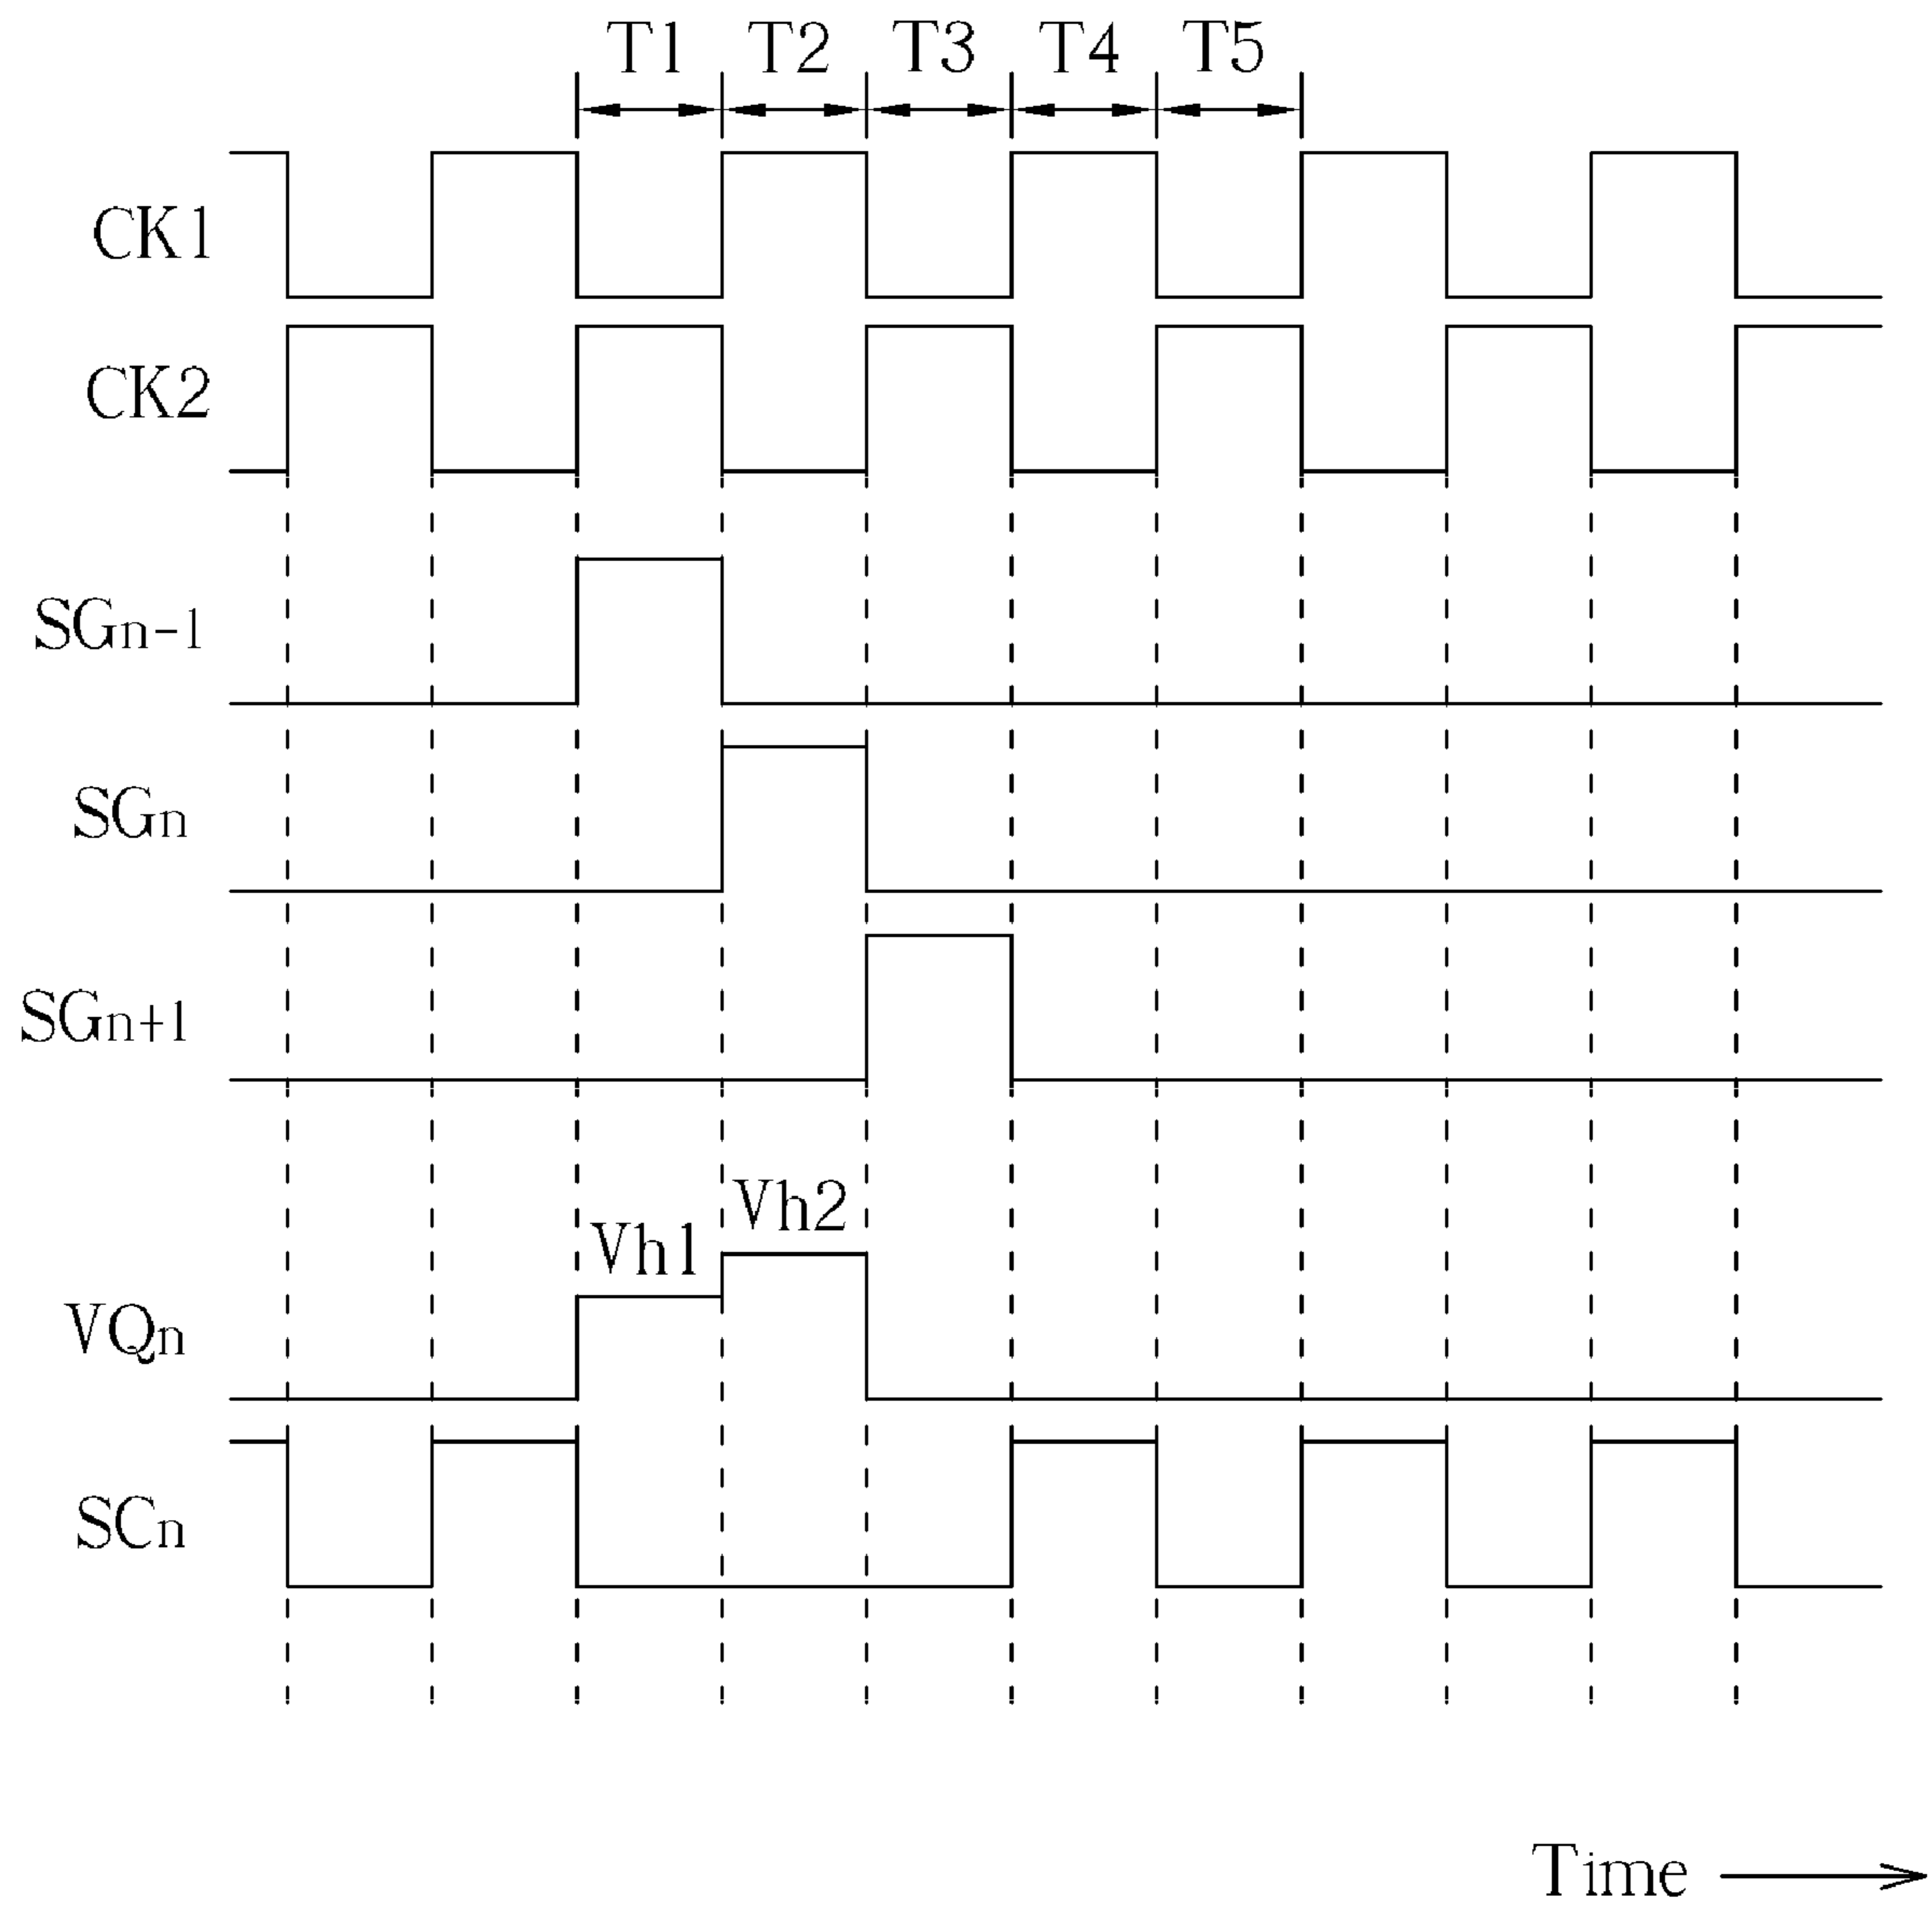 T1 T2 T3 T4 T5
CK1
CK2
SGn-1
SGn
SGn+1
Vh1 Vh2
VQn
SCn
Time